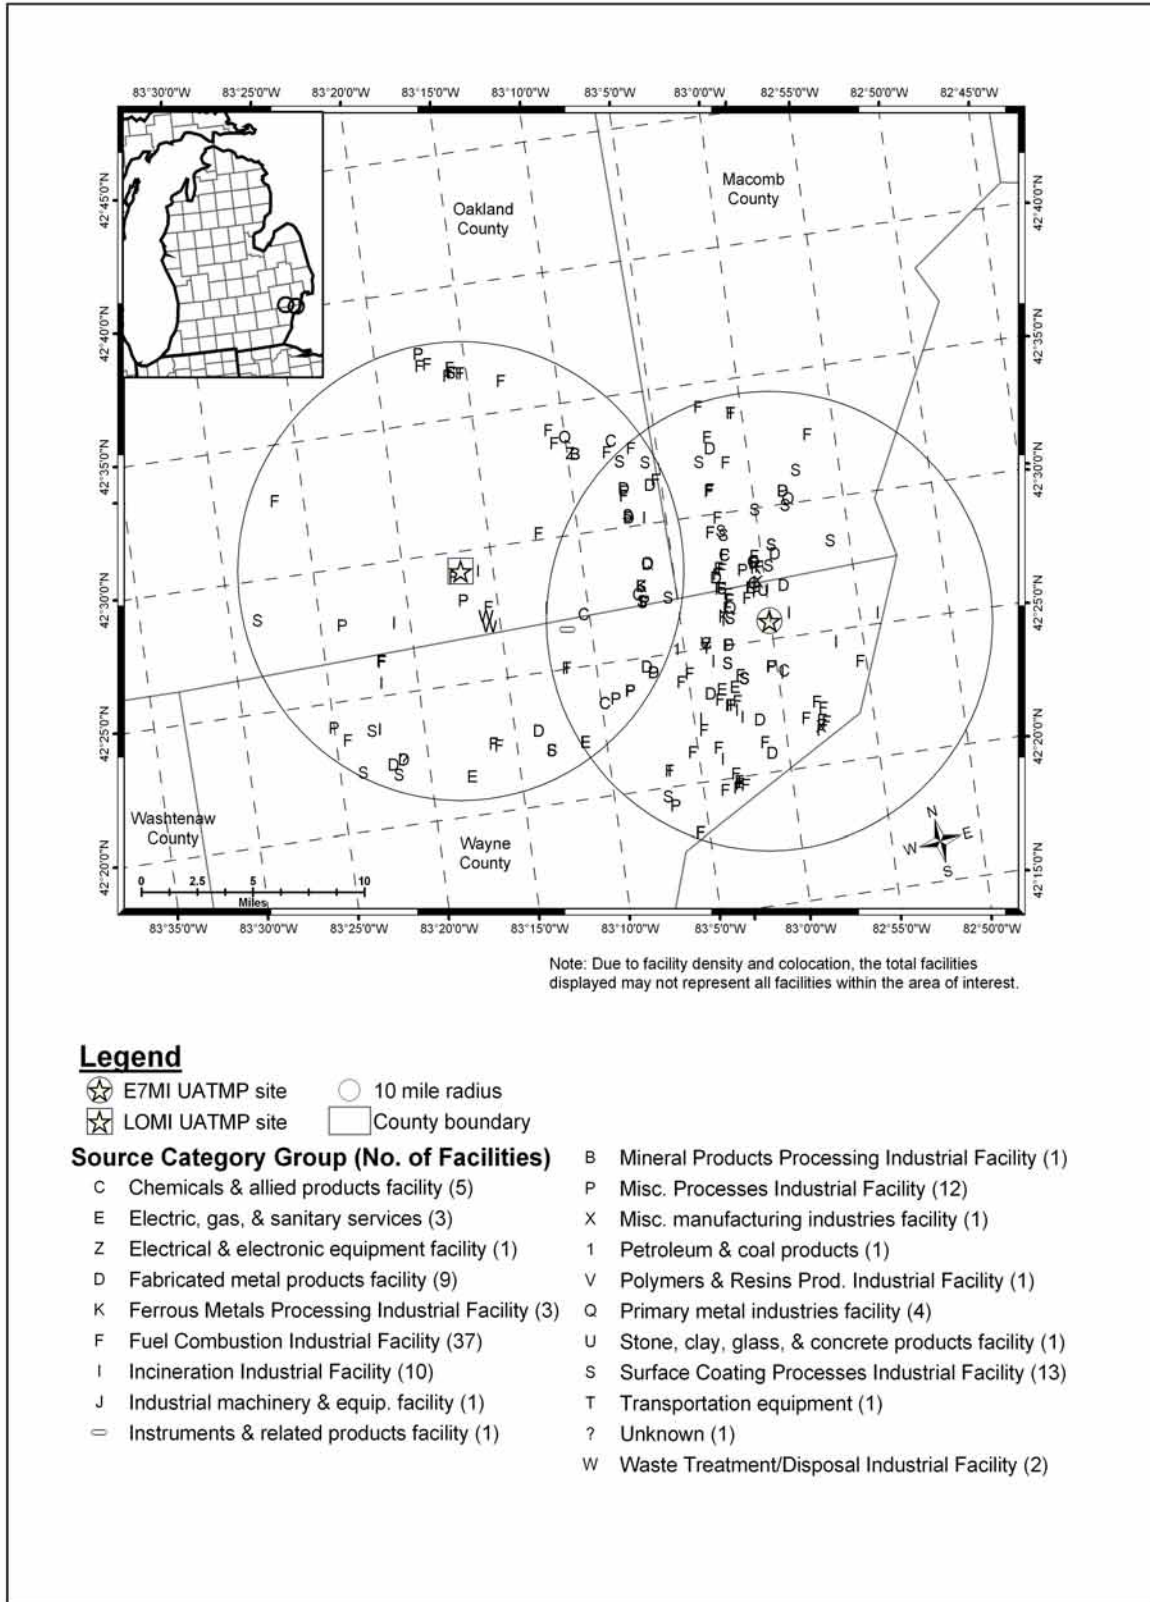 83°30'0"W 83°25'0"W 83°20'0"W 83°15'0"W 83°10'0"W 83°5'0"W 83°0'0"W 82°55'0"W 82°50'0"W 82°45'0"W
42°45'0"N
42°40'0"N
42°35'0"N
42°30'0"N
42°25'0"N
42°20'0"N
42°40'0"N
42°35'0"N
42°30'0"N
42°25'0"N
42°20'0"N
42°15'0"N
Oakland
County
Macomb
County
Washtenaw
County
Wayne
County
N
W E
S
0 2.5 5 10
Miles
83°35'0"W 83°30'0"W 83°25'0"W 83°20'0"W 83°15'0"W 83°10'0"W 83°5'0"W 83°0'0"W 82°55'0"W 82°50'0"W
Note: Due to facility density and colocation, the total facilities
displayed may not represent all facilities within the area of interest.
Legend
E7MI UATMP site
10 mile radius
LOMI UATMP site
County boundary
Source Category Group (No. of Facilities)
C Chemicals & allied products facility (5)
E Electric, gas, & sanitary services (3)
Z Electrical & electronic equipment facility (1)
D Fabricated metal products facility (9)
K Ferrous Metals Processing Industrial Facility (3)
F Fuel Combustion Industrial Facility (37)
I Incineration Industrial Facility (10)
J Industrial machinery & equip. facility (1)
Instruments & related products facility (1)
B Mineral Products Processing Industrial Facility (1)
P Misc. Processes Industrial Facility (12)
X Misc. manufacturing industries facility (1)
1 Petroleum & coal products (1)
V Polymers & Resins Prod. Industrial Facility (1)
Q Primary metal industries facility (4)
U Stone, clay, glass, & concrete products facility (1)
S Surface Coating Processes Industrial Facility (13)
T Transportation equipment (1)
? Unknown (1)
W Waste Treatment/Disposal Industrial Facility (2)